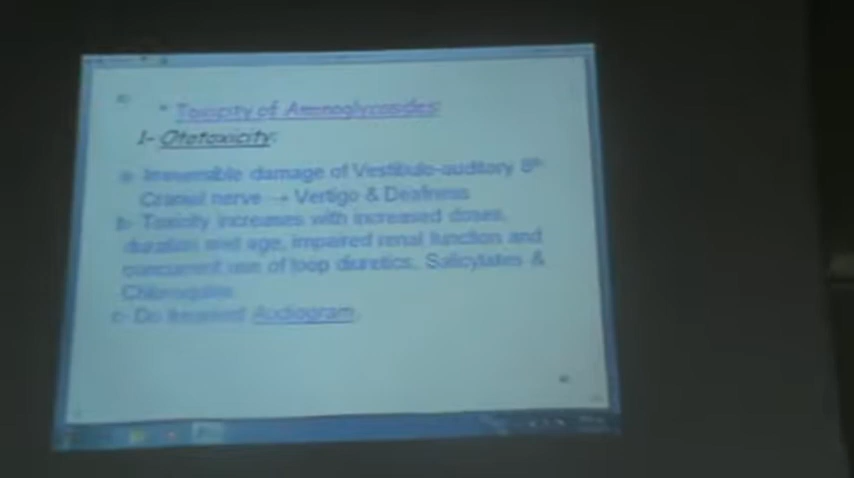 * Toxicity of Aminoglycosides:
1- Ototoxicity:
a- Irreversible damage of Vestibulo-auditory 8th
Cranial nerve → Vertigo & Deafness
b- Toxicity increases with increased doses,
duration and age, impaired renal function and
concurrent use of loop diuretics, Salicylates &
c- Do Audiogram.